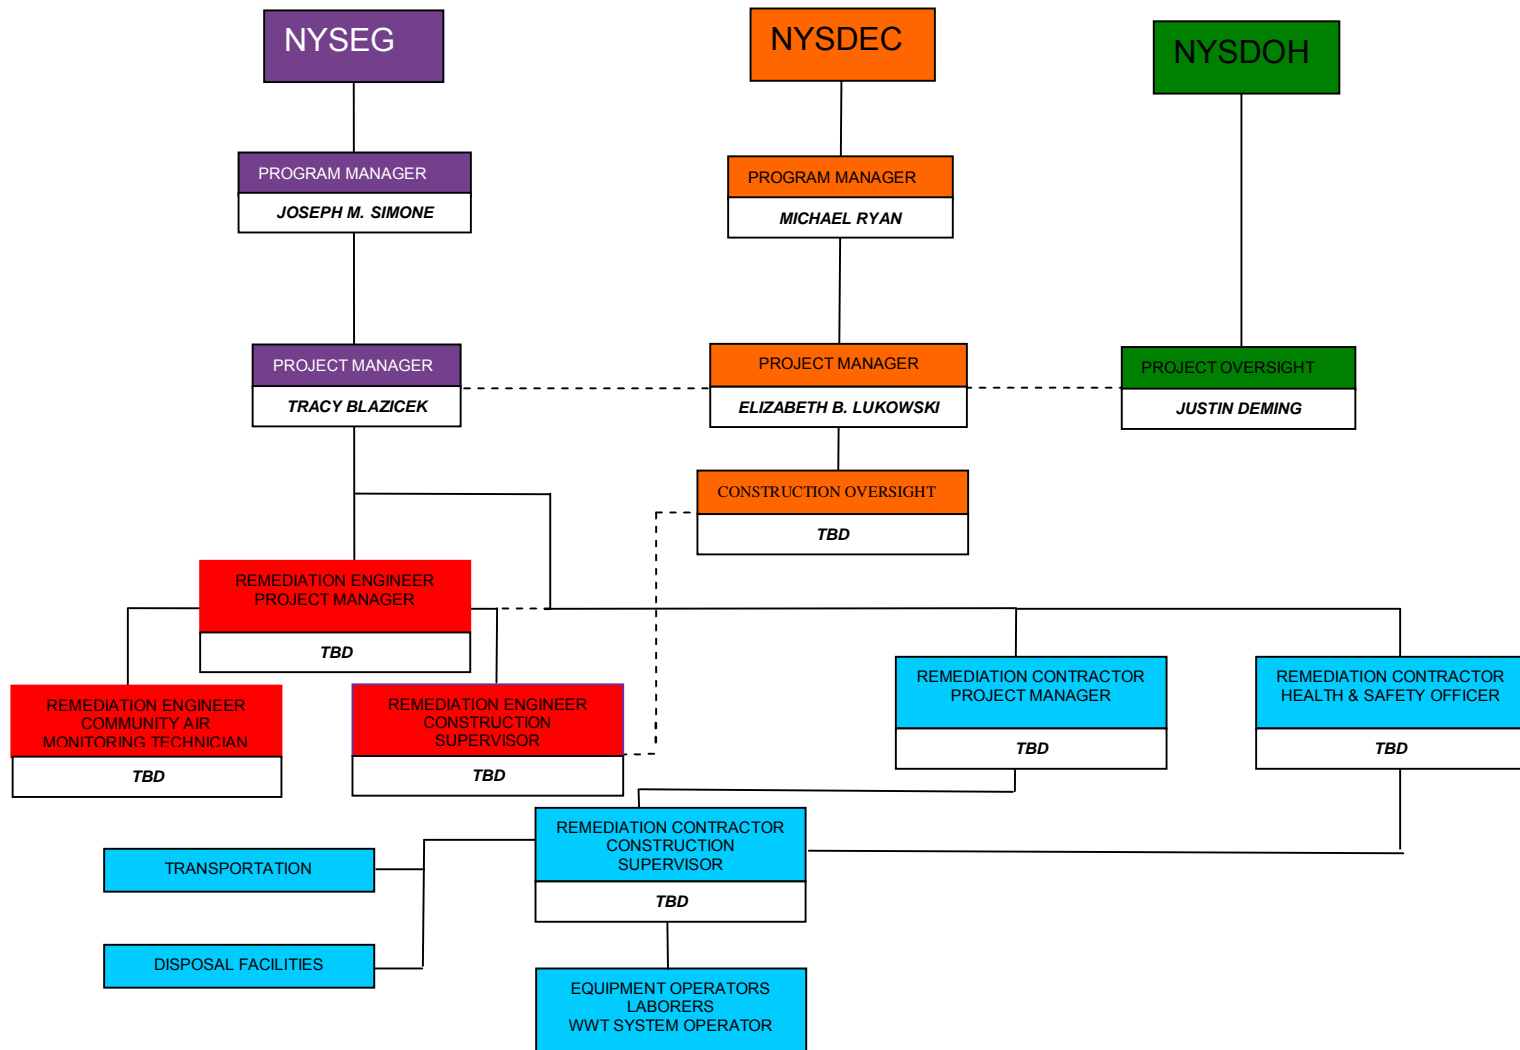 NYSEG
NYSDEC
NYSDOH
PROGRAM MANAGER
JOSEPH M. SIMONE
PROGRAM MANAGER
MICHAEL RYAN
PROJECT MANAGER
TRACY BLAZICEK
PROJECT MANAGER
ELIZABETH B. LUKOWSKI
PROJECT OVERSIGHT
JUSTIN DEMING
CONSTRUCTION OVERSIGHT
TBD
REMEDIATION ENGINEER
PROJECT MANAGER
TBD
REMEDIATION ENGINEER
COMMUNITY AIR
MONITORING TECHNICIAN
TBD
REMEDIATION ENGINEER
CONSTRUCTION
SUPERVISOR
TBD
REMEDIATION CONTRACTOR
PROJECT MANAGER
TBD
REMEDIATION CONTRACTOR
HEALTH & SAFETY OFFICER
TBD
REMEDIATION CONTRACTOR
CONSTRUCTION
SUPERVISOR
TBD
TRANSPORTATION
DISPOSAL FACILITIES
EQUIPMENT OPERATORS
LABORERS
WWT SYSTEM OPERATOR